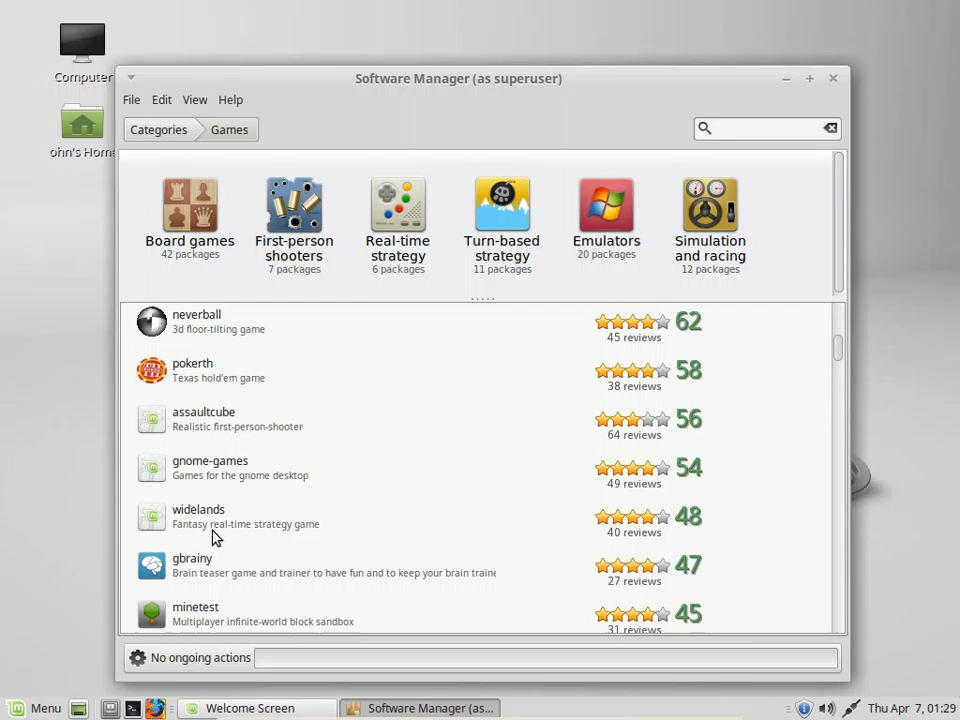 Computer
ohn's Home
Software Manager (as superuser)
File Edit View Help
Categories Games
Board games
42 packages
First-person
shooters
7 packages
Real-time
strategy
6 packages
Turn-based
strategy
11 packages
Emulators
20 packages
Simulation
and racing
12 packages
neverball
3d floor-tilting game
62
45 reviews
pokerth
Texas hold'em game
58
38 reviews
assaultcube
Realistic first-person-shooter
56
64 reviews
gnome-games
Games for the gnome desktop
54
49 reviews
widelands
Fantasy real-time strategy game
48
40 reviews
gbrainy
Brain teaser game and trainer to have fun and to keep your brain traine
47
27 reviews
minetest
Multiplayer infinite-world block sandbox
45
31 reviews
No ongoing actions
Menu Welcome Screen Software Manager (as... Thu Apr 7, 01:29